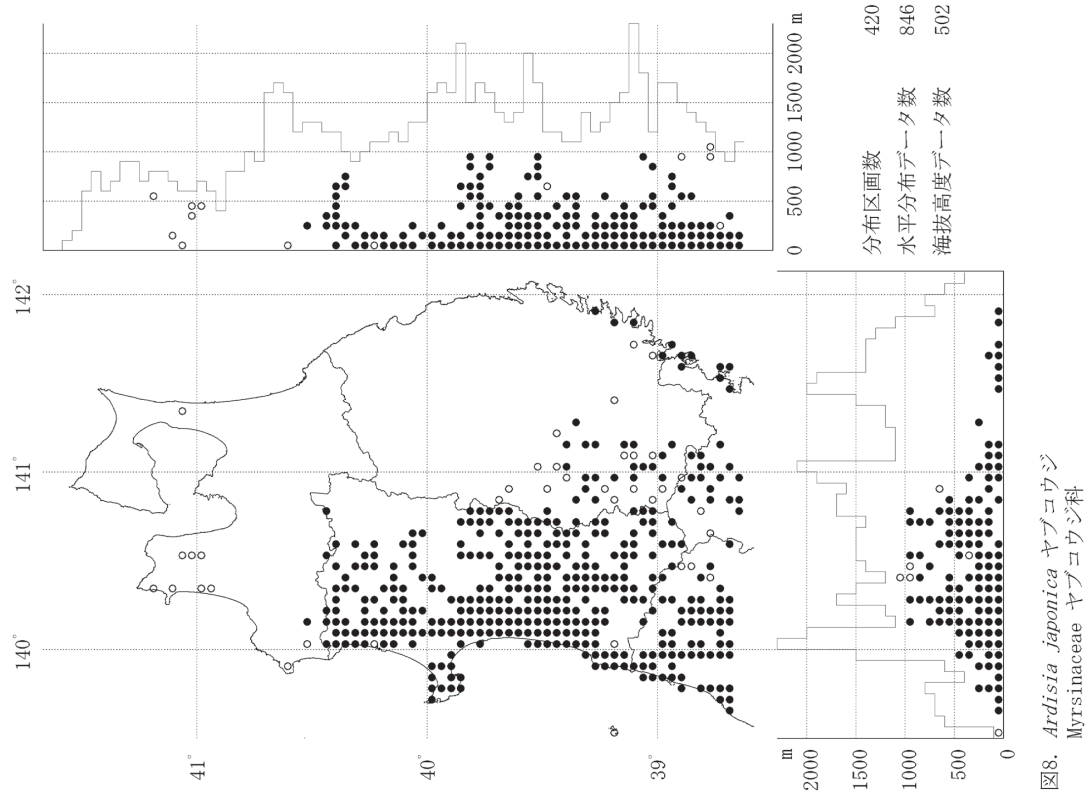 142°
141°
140°
41°
40°
39°
0 500 1000 1500 2000 m
分布区画数 420
水平分布データ数 846
海抜高度データ数 502
m
2000
1500
1000
500
0
図8. Ardisia japonica ヤブコウジ
Myrsinaceae ヤブコウジ科